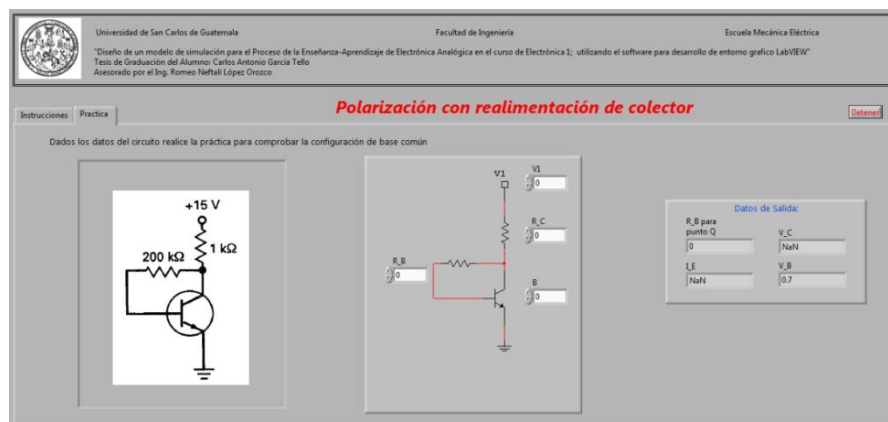 Universidad de San Carlos de Guatemala
Facultad de Ingeniería
Escuela Mecánica Eléctrica
"Diseño de un modelo de simulación para el Proceso de la Enseñanza-Aprendizaje de Electrónica Analógica en el curso de Electrónica 1; utilizando el software para desarrollo de entorno grafico LabVIEW"
Tesis de Graduación del Alumno: Carlos Antonio García Tello
Asesorado por el Ing. Romeo Neftalí López Orozco
Instrucciones
Practica
Polarización con realimentación de colector
Detener
Dados los datos del circuito realice la práctica para comprobar la configuración de base común
+15 V
1 kΩ
200 kΩ
V1
V1
0
R_C
0
R_B
0
B
0
Datos de Salida:
R_B para
punto Q
0
V_C
NaN
I_E
NaN
V_B
0.7